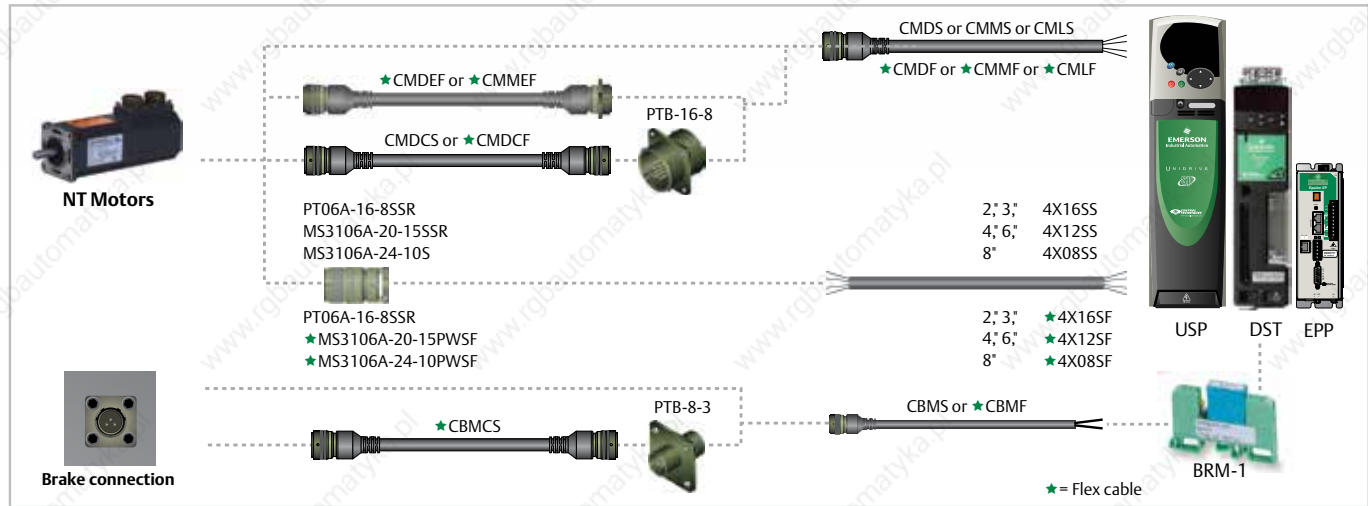 CMDS or CMMS or CMLS
★CMDF or ★CMMF or ★CMLF
★CMDEF or ★CMMEF
PTB-16-8
CMDCS or ★CMDCF
NT Motors
PT06A-16-8SSR
MS3106A-20-15SSR
MS3106A-24-10S
2," 3," 4X16SS
4," 6," 4X12SS
8" 4X08SS
PT06A-16-8SSR
★MS3106A-20-15PWSF
★MS3106A-24-10PWSF
2," 3," ★4X16SF
4," 6," ★4X12SF
8" ★4X08SF
EMERSON
Industrial Automation
UNIDRIVE
SP
USP
DST
EPP
PTB-8-3
★CBMCS
CBMS or ★CBMF
Brake connection
BRM-1
★= Flex cable
www.rgbautomatyka.pl